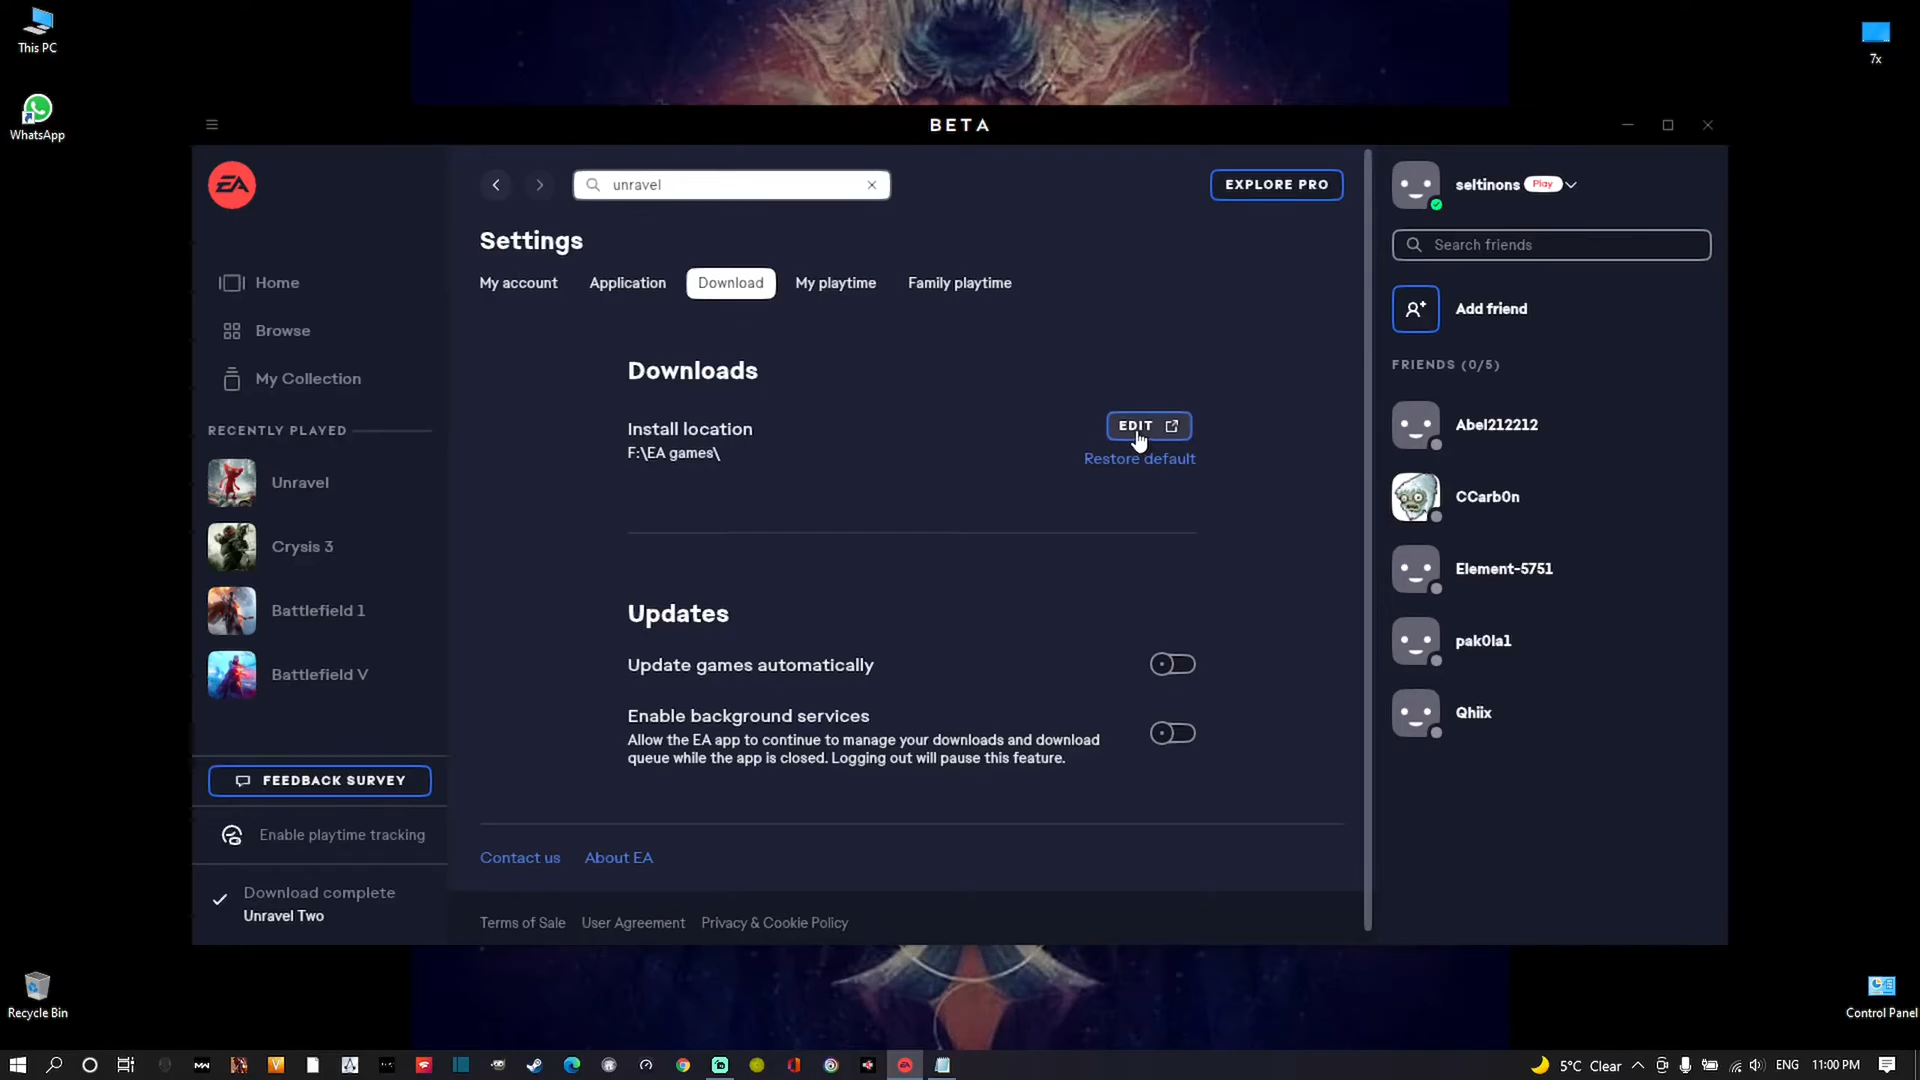 This PC
WhatsApp
7x
BETA
EA
unravel
EXPLORE PRO
Settings
My account
Application
Download
My playtime
Family playtime
Home
Browse
My Collection
RECENTLY PLAYED
Unravel
Crysis 3
Battlefield 1
Battlefield V
FEEDBACK SURVEY
Enable playtime tracking
Download complete
Unravel Two
Downloads
Install location
F:\EA games\
EDIT
Restore default
Updates
Update games automatically
Enable background services
Allow the EA app to continue to manage your downloads and download
queue while the app is closed. Logging out will pause this feature.
Contact us
About EA
Terms of Sale
User Agreement
Privacy & Cookie Policy
seltinons
Play
Search friends
Add friend
FRIENDS (0/5)
Abel212212
CCarb0n
Element-5751
pak0la1
Qhiix
Recycle Bin
Control Panel
5°C Clear
ENG
11:00 PM